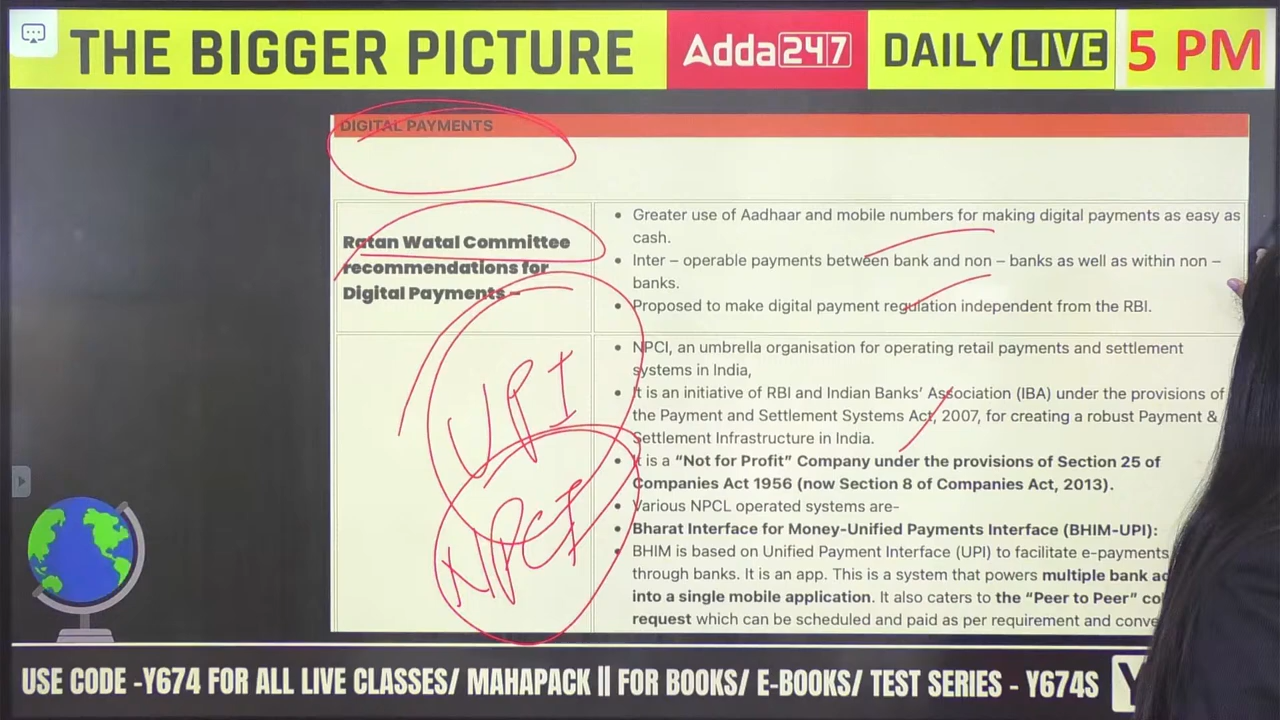 THE BIGGER PICTURE
Adda247
DAILY LIVE
5 PM
DIGITAL PAYMENTS
Ratan Watal Committee
recommendations for
Digital Payments –
• Greater use of Aadhaar and mobile numbers for making digital payments as easy as
cash.
• Inter – operable payments between bank and non – banks as well as within non –
banks.
• Proposed to make digital payment regulation independent from the RBI.
UPI
NPCI
• NPCI, an umbrella organisation for operating retail payments and settlement
systems in India,
• It is an initiative of RBI and Indian Banks' Association (IBA) under the provisions of
the Payment and Settlement Systems Act, 2007, for creating a robust Payment &
Settlement Infrastructure in India.
• It is a “Not for Profit” Company under the provisions of Section 25 of
Companies Act 1956 (now Section 8 of Companies Act, 2013).
• Various NPCL operated systems are-
• Bharat Interface for Money-Unified Payments Interface (BHIM-UPI):
• BHIM is based on Unified Payment Interface (UPI) to facilitate e-payments
through banks. It is an app. This is a system that powers multiple bank
into a single mobile application. It also caters to the “Peer to Peer”
request which can be scheduled and paid as per requirement and
USE CODE -Y674 FOR ALL LIVE CLASSES/ MAHAPACK || FOR BOOKS/ E-BOOKS/ TEST SERIES - Y674S